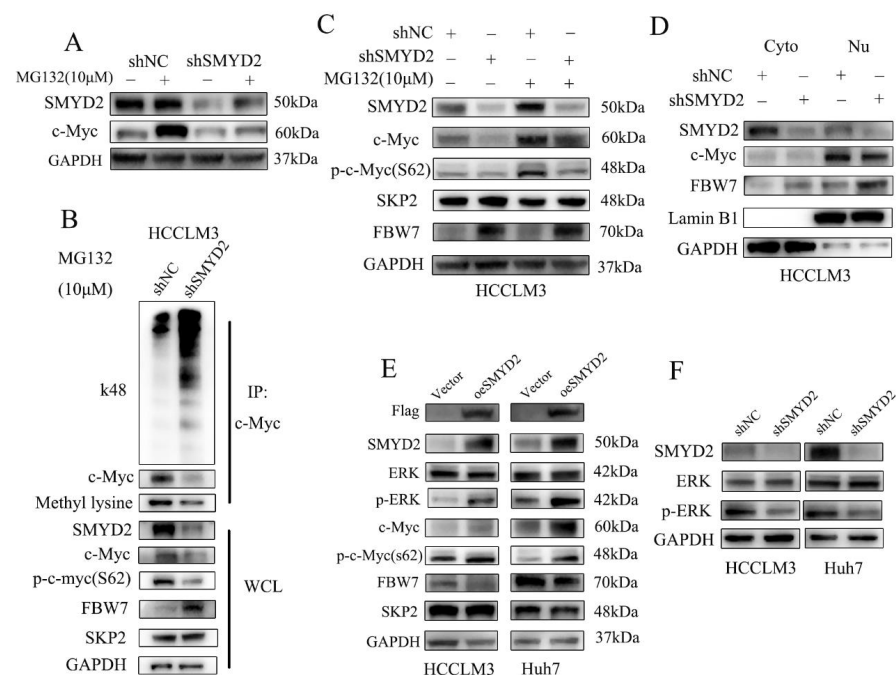 A
shNC shSMYD2
MG132(10μM) – + – +
SMYD2 50kDa
c-Myc 60kDa
GAPDH 37kDa
B
HCCLM3
MG132
(10μM)
shNC
shSMYD2
k48
IP:
c-Myc
c-Myc
Methyl lysine
SMYD2
c-Myc
p-c-myc(S62)
WCL
FBW7
SKP2
GAPDH
C
shNC + – + –
shSMYD2 – + – +
MG132(10μM) – – + +
SMYD2 50kDa
c-Myc 60kDa
p-c-Myc(S62) 48kDa
SKP2 48kDa
FBW7 70kDa
GAPDH 37kDa
HCCLM3
D
Cyto Nu
shNC + – + –
shSMYD2 – + – +
SMYD2
c-Myc
FBW7
Lamin B1
GAPDH
HCCLM3
E
Vector oeSMYD2 Vector oeSMYD2
Flag
SMYD2 50kDa
ERK 42kDa
p-ERK 42kDa
c-Myc 60kDa
p-c-Myc(s62) 48kDa
FBW7 70kDa
SKP2 48kDa
GAPDH 37kDa
HCCLM3 Huh7
F
shNC shSMYD2 shNC shSMYD2
SMYD2
ERK
p-ERK
GAPDH
HCCLM3 Huh7